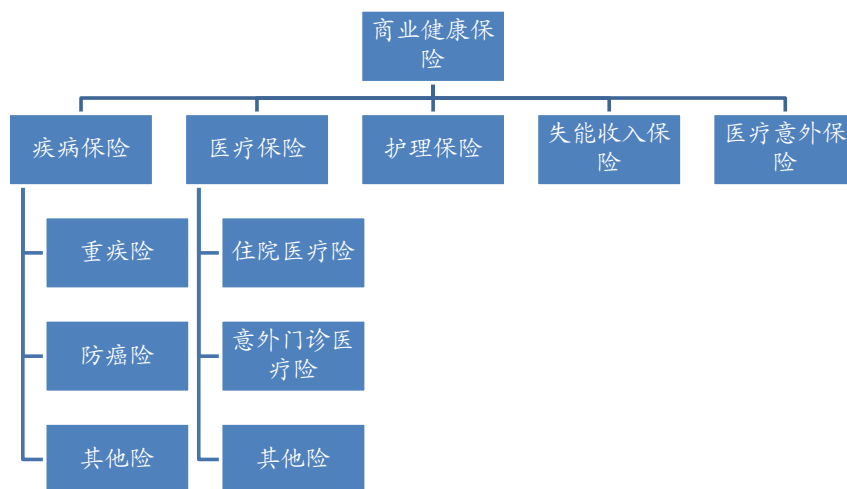 商业健康保
险
疾病保险
医疗保险
护理保险
失能收入保
险
医疗意外保
险
重疾险
住院医疗险
防癌险
意外门诊医
疗险
其他险
其他险